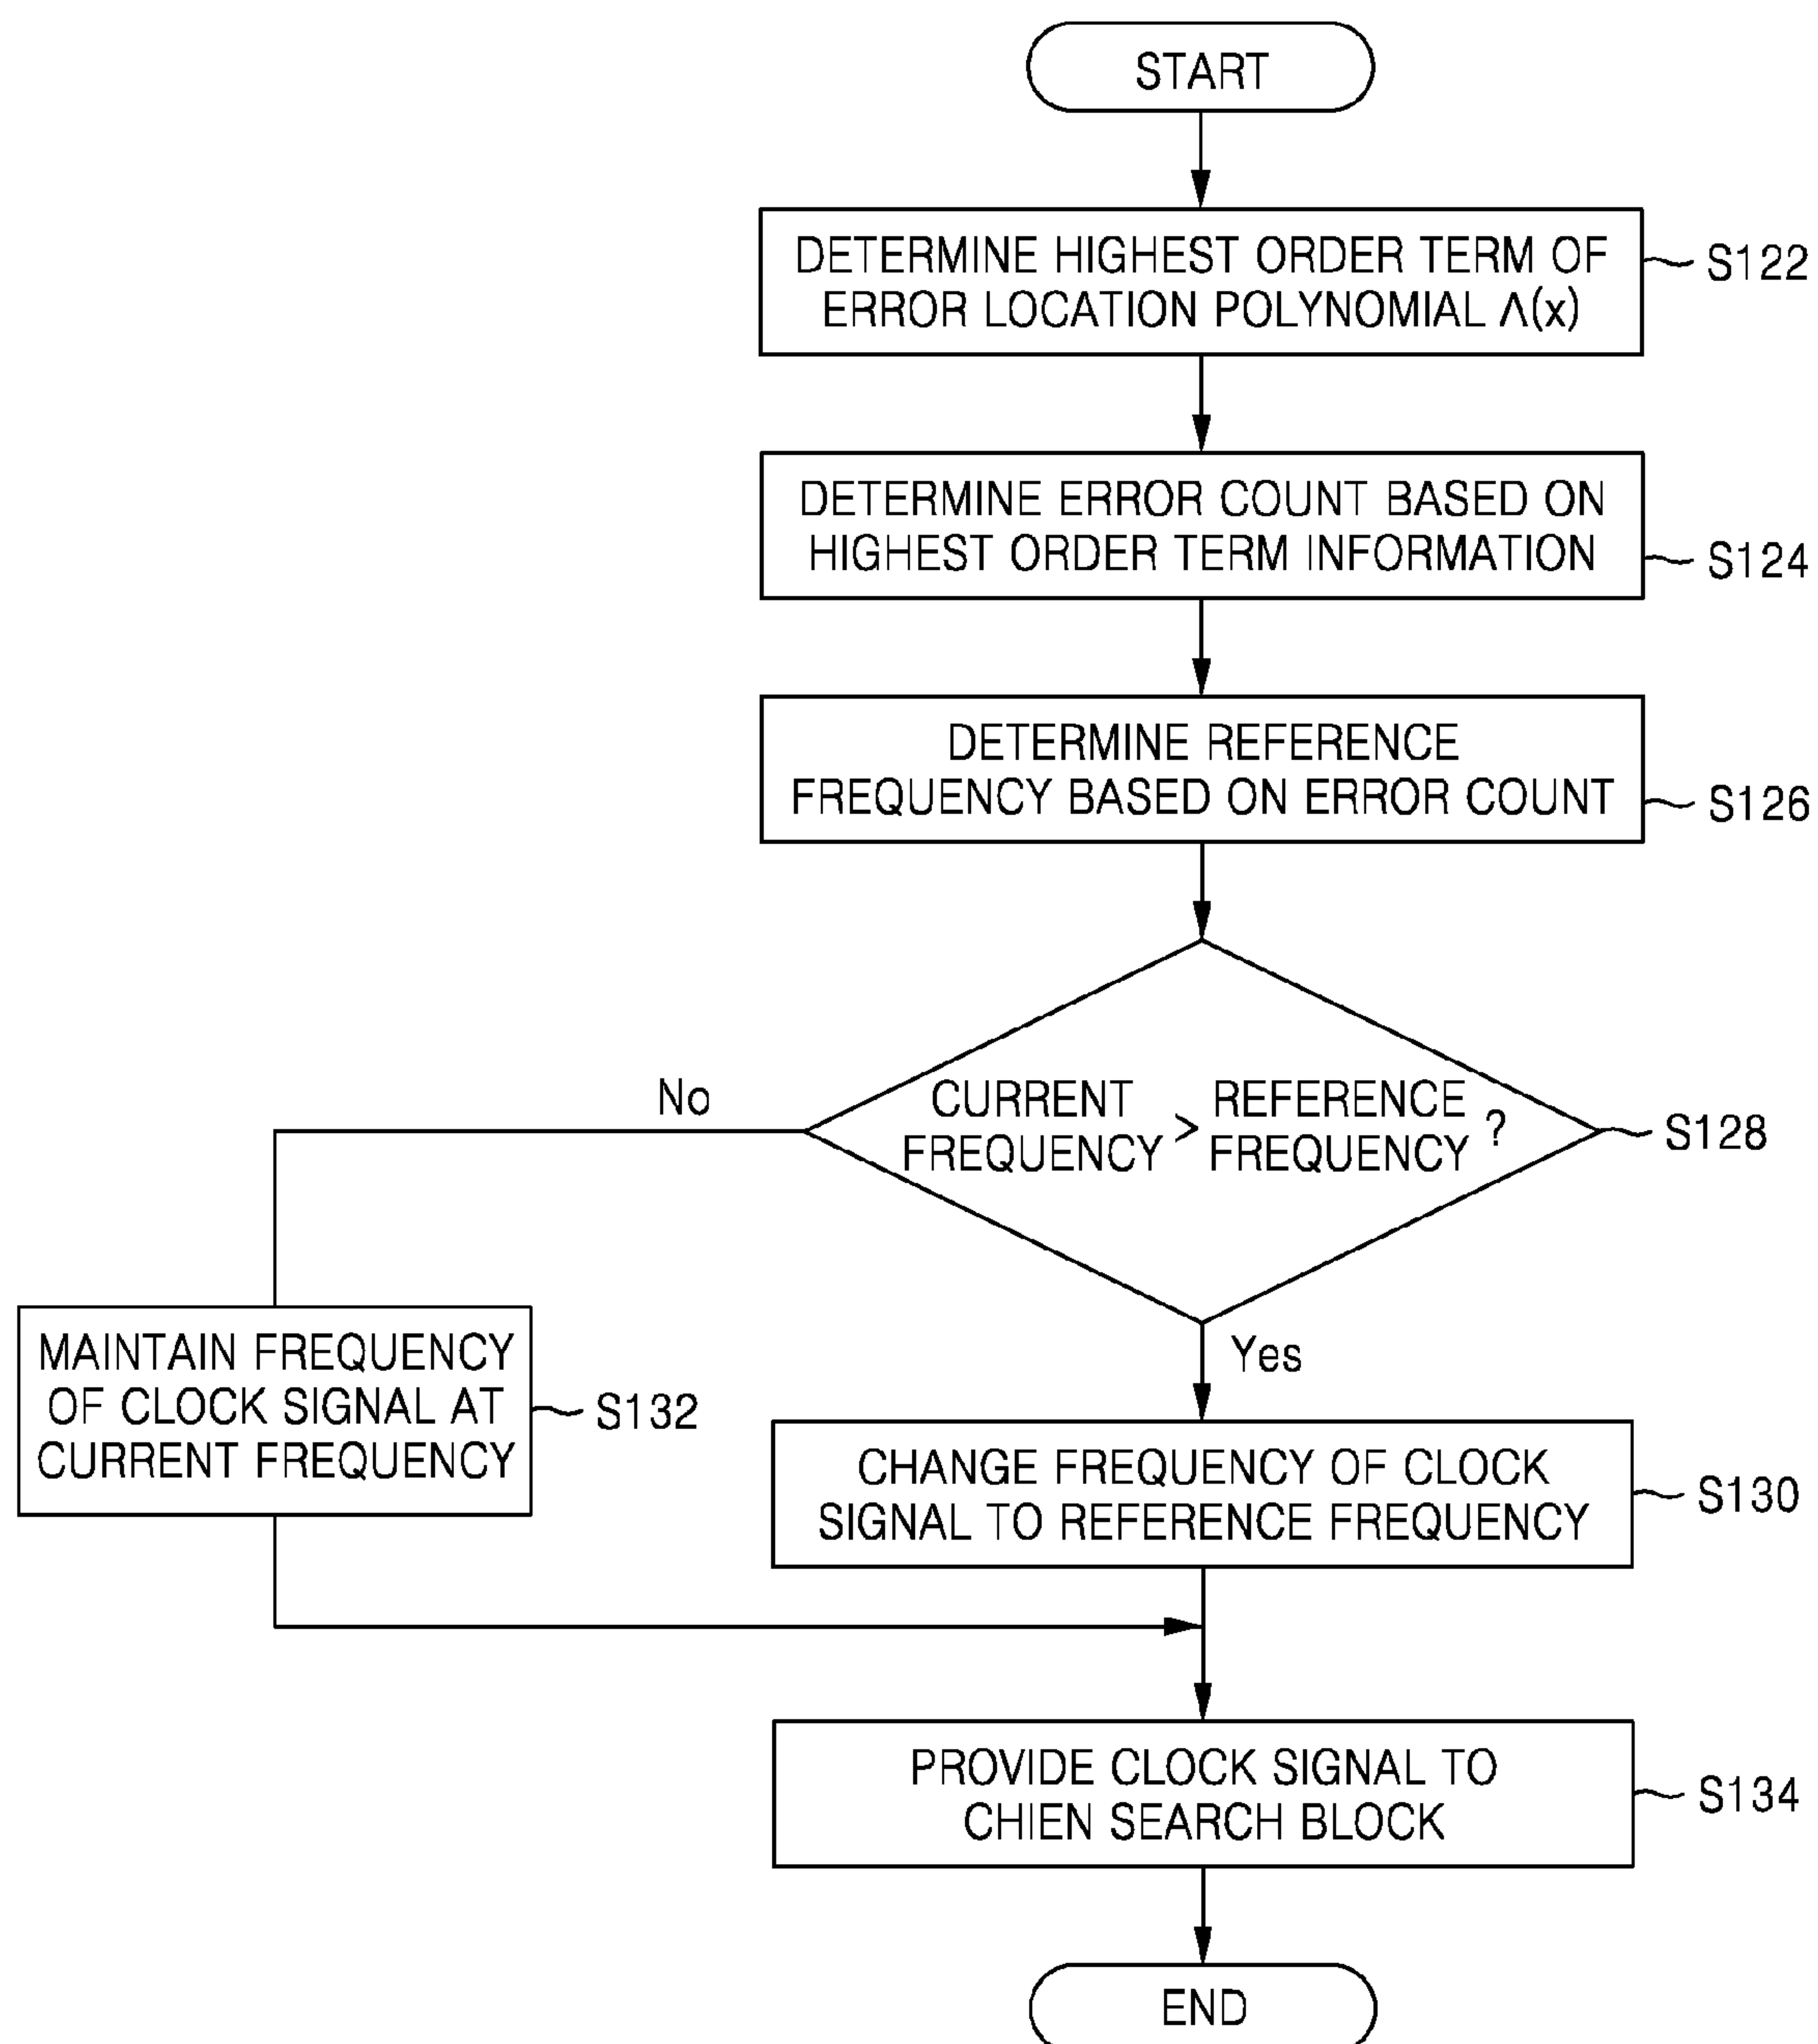 START
DETERMINE HIGHEST ORDER TERM OF
ERROR LOCATION POLYNOMIAL Λ(x)
S122
DETERMINE ERROR COUNT BASED ON
HIGHEST ORDER TERM INFORMATION
S124
DETERMINE REFERENCE
FREQUENCY BASED ON ERROR COUNT
S126
CURRENT FREQUENCY > REFERENCE FREQUENCY ?
S128
No
Yes
MAINTAIN FREQUENCY
OF CLOCK SIGNAL AT
CURRENT FREQUENCY
S132
CHANGE FREQUENCY OF CLOCK
SIGNAL TO REFERENCE FREQUENCY
S130
PROVIDE CLOCK SIGNAL TO
CHIEN SEARCH BLOCK
S134
END